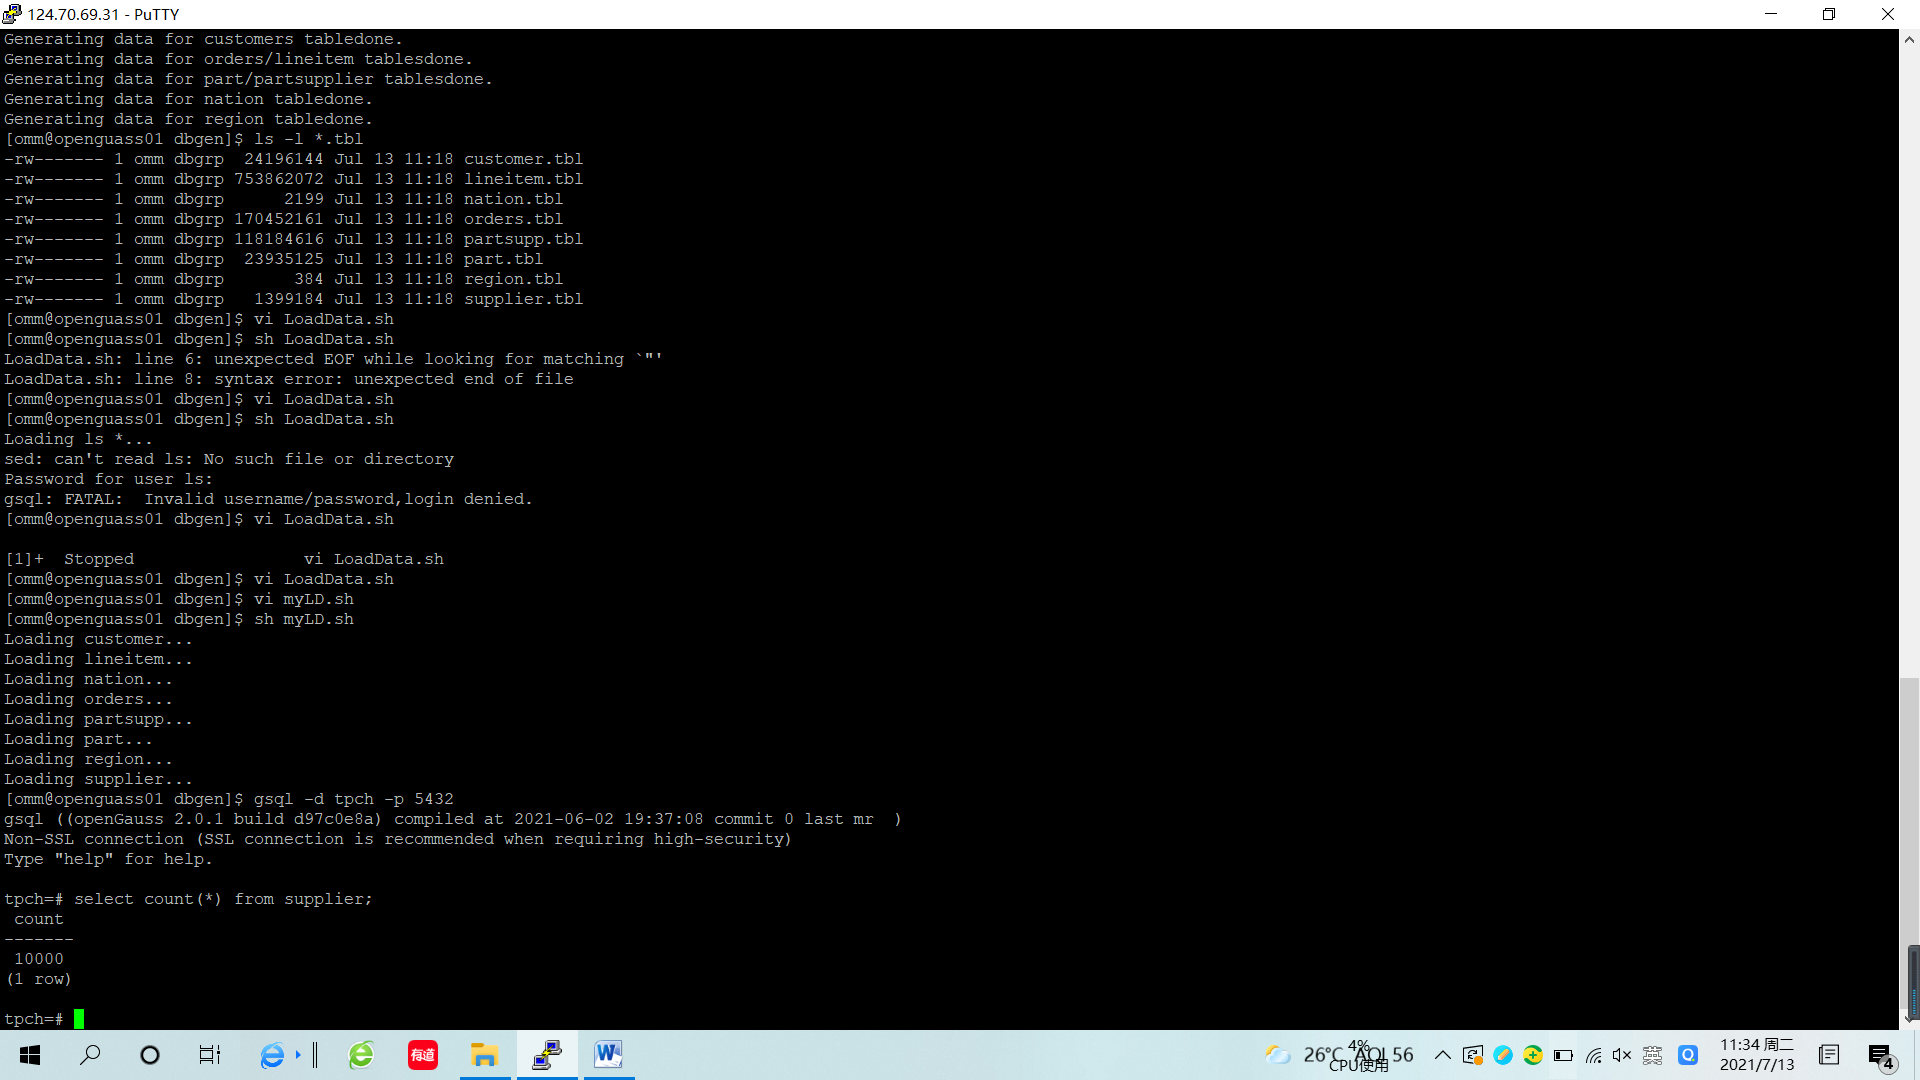 124.70.69.31 - PuTTY
Generating data for customers tabledone.
Generating data for orders/lineitem tablesdone.
Generating data for part/partsupplier tablesdone.
Generating data for nation tabledone.
Generating data for region tabledone.
[omm@openguass01 dbgen]$ ls -l *.tbl
-rw------- 1 omm dbgrp  24196144 Jul 13 11:18 customer.tbl
-rw------- 1 omm dbgrp 753862072 Jul 13 11:18 lineitem.tbl
-rw------- 1 omm dbgrp      2199 Jul 13 11:18 nation.tbl
-rw------- 1 omm dbgrp 170452161 Jul 13 11:18 orders.tbl
-rw------- 1 omm dbgrp 118184616 Jul 13 11:18 partsupp.tbl
-rw------- 1 omm dbgrp  23935125 Jul 13 11:18 part.tbl
-rw------- 1 omm dbgrp       384 Jul 13 11:18 region.tbl
-rw------- 1 omm dbgrp   1399184 Jul 13 11:18 supplier.tbl
[omm@openguass01 dbgen]$ vi LoadData.sh
[omm@openguass01 dbgen]$ sh LoadData.sh
LoadData.sh: line 6: unexpected EOF while looking for matching `"'
LoadData.sh: line 8: syntax error: unexpected end of file
[omm@openguass01 dbgen]$ vi LoadData.sh
[omm@openguass01 dbgen]$ sh LoadData.sh
Loading ls *...
sed: can't read ls: No such file or directory
Password for user ls:
gsql: FATAL:  Invalid username/password,login denied.
[omm@openguass01 dbgen]$ vi LoadData.sh
[1]+  Stopped                 vi LoadData.sh
[omm@openguass01 dbgen]$ vi LoadData.sh
[omm@openguass01 dbgen]$ vi myLD.sh
[omm@openguass01 dbgen]$ sh myLD.sh
Loading customer...
Loading lineitem...
Loading nation...
Loading orders...
Loading partsupp...
Loading part...
Loading region...
Loading supplier...
[omm@openguass01 dbgen]$ gsql -d tpch -p 5432
gsql ((openGauss 2.0.1 build d97c0e8a) compiled at 2021-06-02 19:37:08 commit 0 last mr  )
Non-SSL connection (SSL connection is recommended when requiring high-security)
Type "help" for help.
tpch=# select count(*) from supplier;
 count
-------
 10000
(1 row)
tpch=#
有道
26°C AQI 56
4%
CPU使用
英
11:34 周二
2021/7/13
4